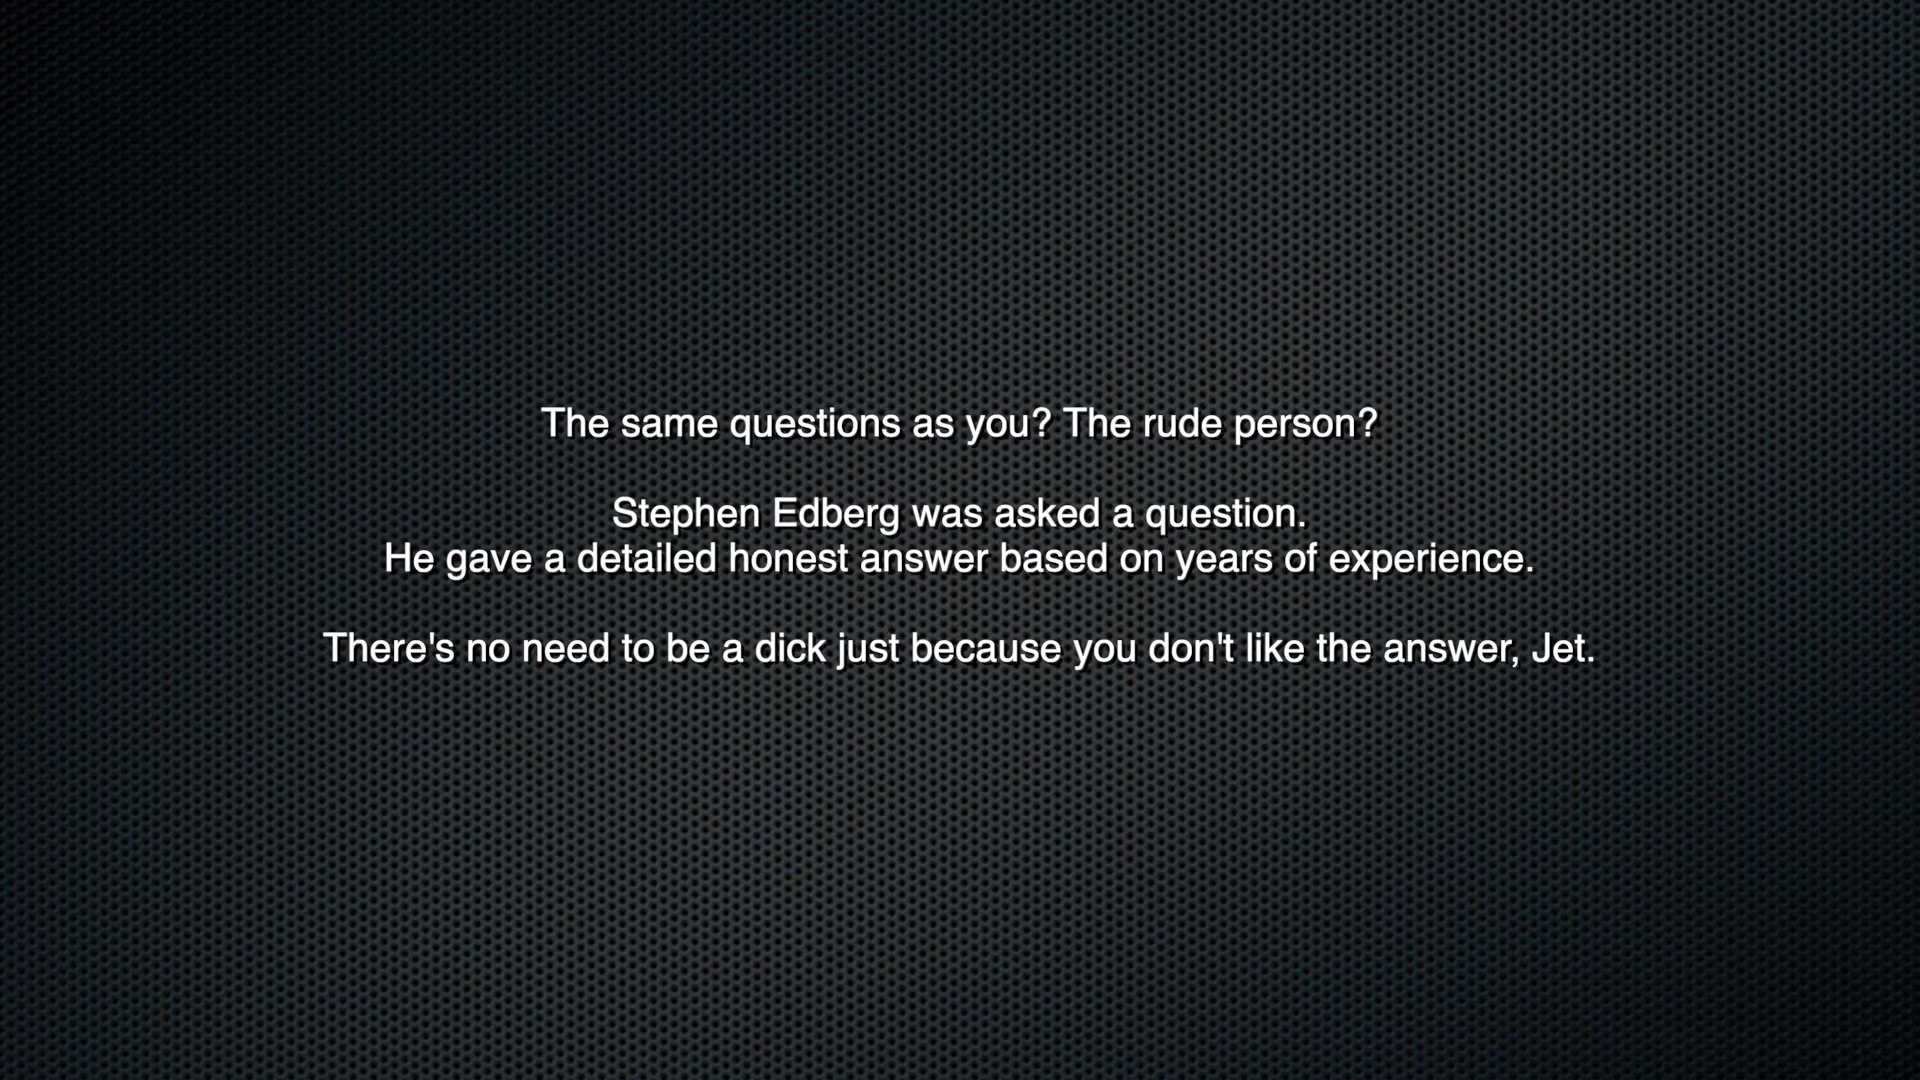 The same questions as you? The rude person?
Stephen Edberg was asked a question.
He gave a detailed honest answer based on years of experience.
There's no need to be a dick just because you don't like the answer, Jet.